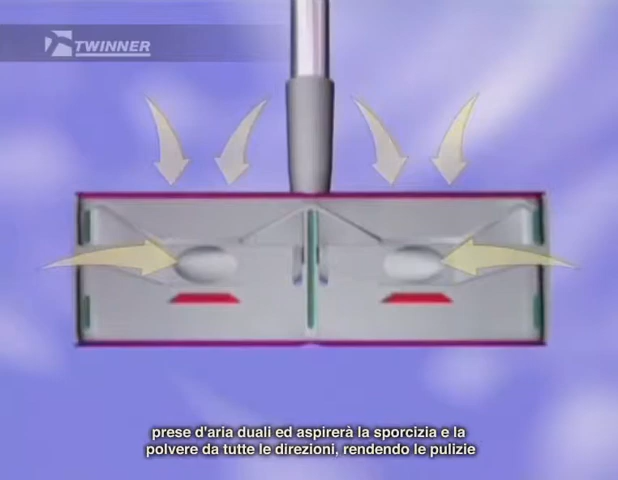 TWINNER
prese d'aria duali ed aspirerà la sporcizia e la
polvere da tutte le direzioni, rendendo le pulizie